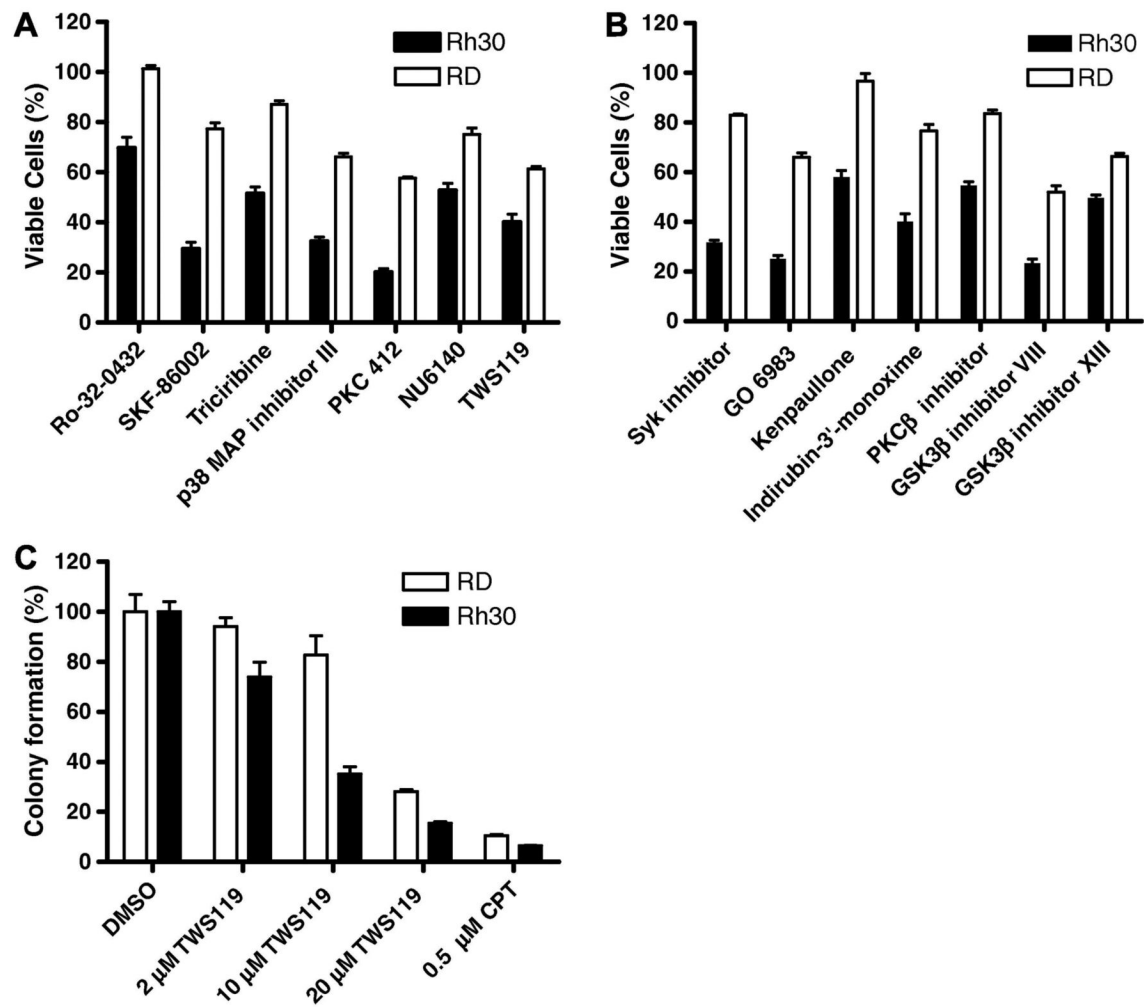 A
Viable Cells (%)
120
100
80
60
40
20
0
Rh30
RD
Ro-32-0432
SKF-86002
Triciribine
p38 MAP inhibitor III
PKC 412
NU6140
TWS119
B
Viable Cells (%)
120
100
80
60
40
20
0
Rh30
RD
Syk inhibitor
GO 6983
Kenpaullone
Indirubin-3'-monoxime
PKCβ inhibitor
GSK3β inhibitor VIII
GSK3β inhibitor XIII
C
Colony formation (%)
120
100
80
60
40
20
0
RD
Rh30
DMSO
2 μM TWS119
10 μM TWS119
20 μM TWS119
0.5 μM CPT